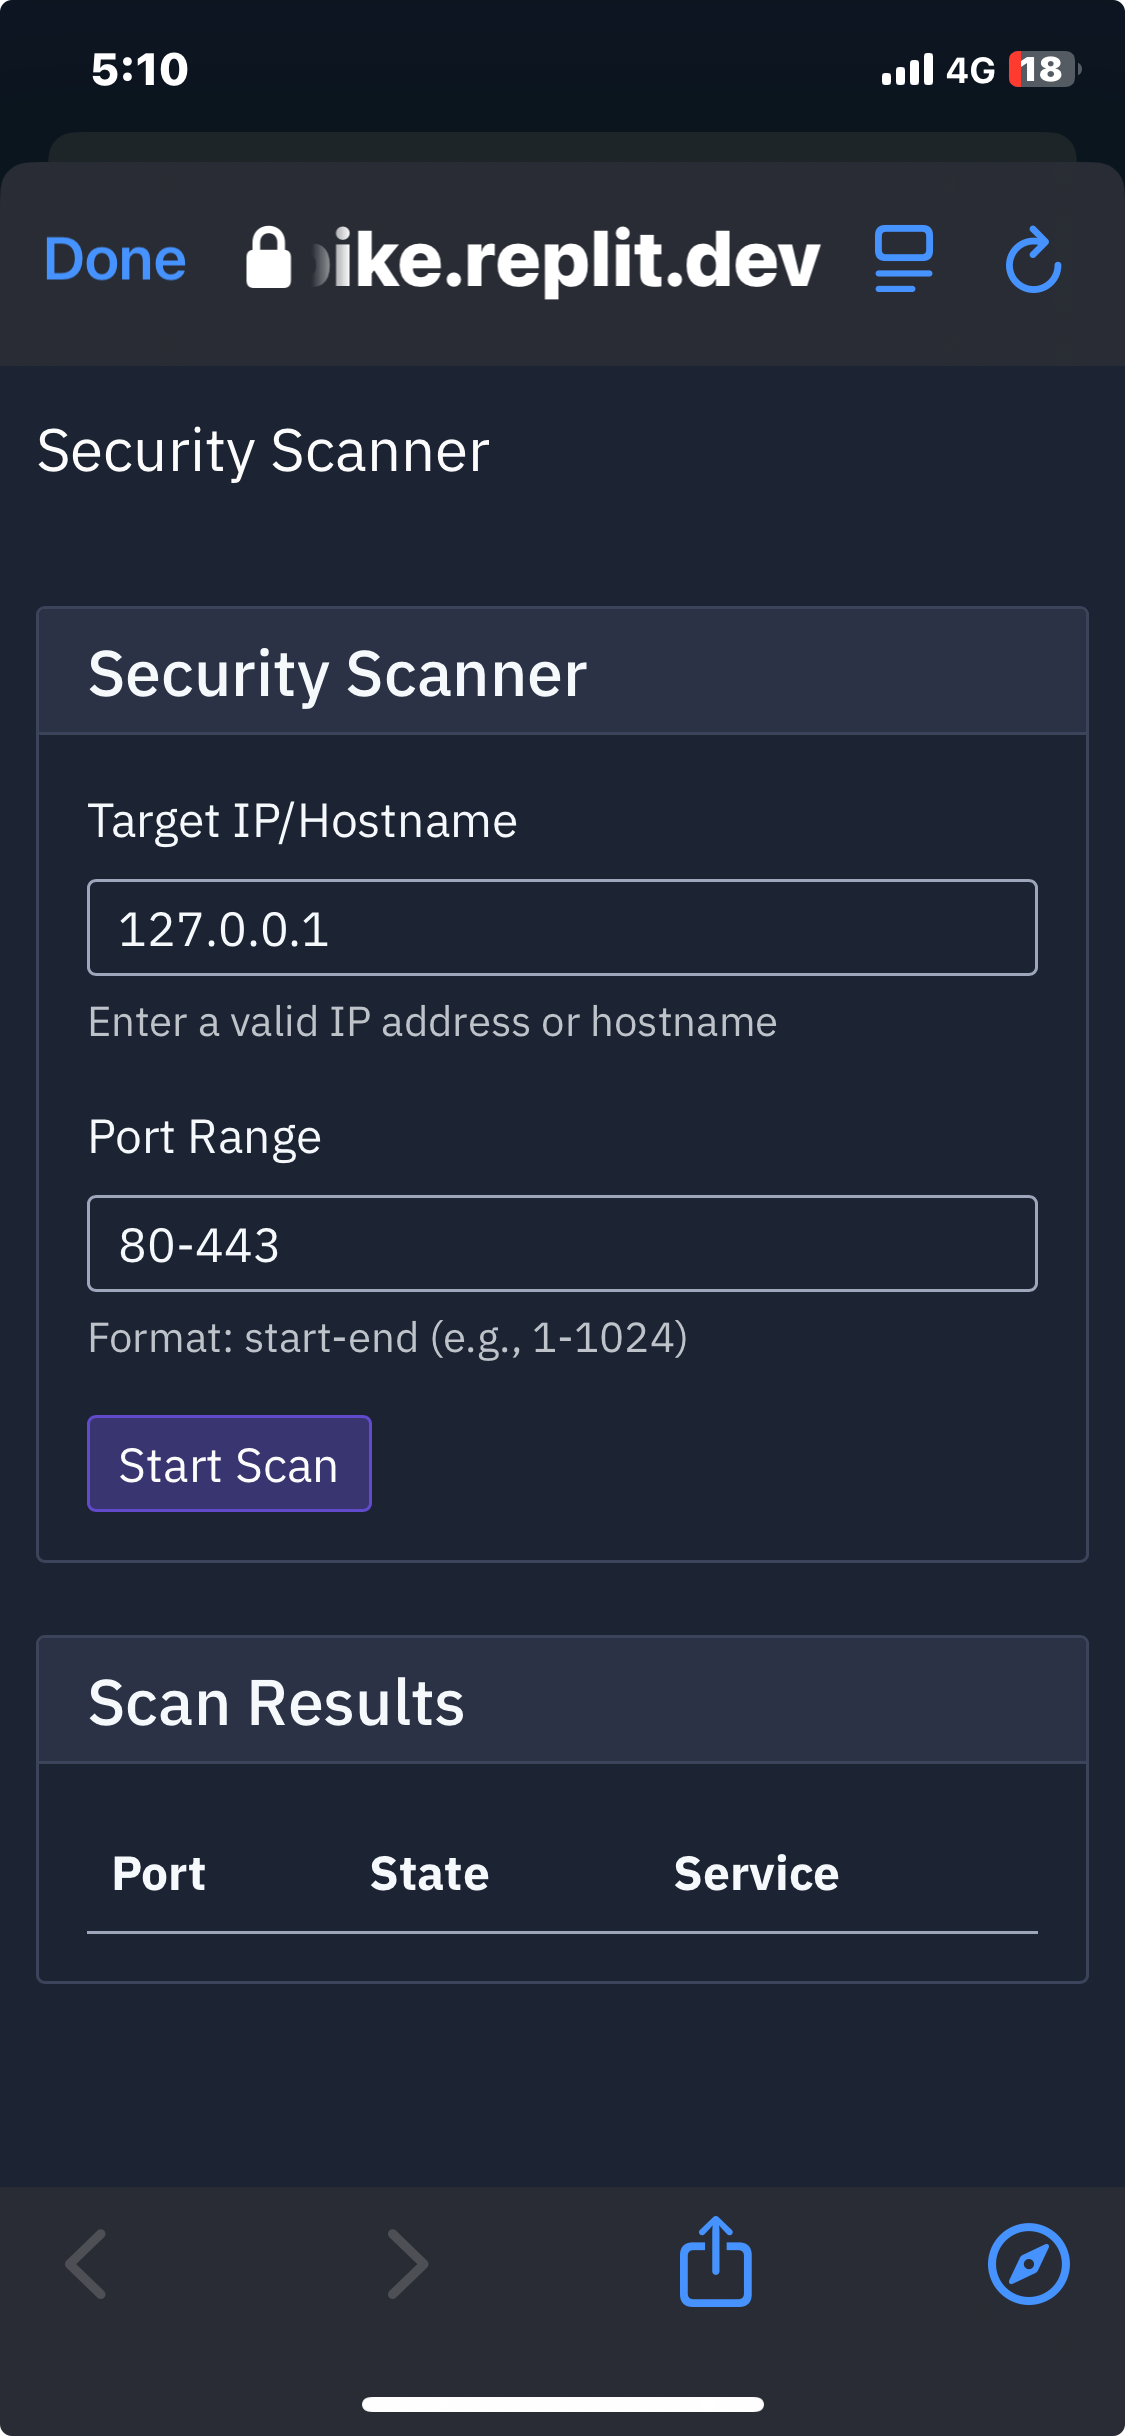 5:10
4G 18
Done ike.replit.dev
Security Scanner
Security Scanner
Target IP/Hostname
127.0.0.1
Enter a valid IP address or hostname
Port Range
80-443
Format: start-end (e.g., 1-1024)
Start Scan
Scan Results
Port State Service